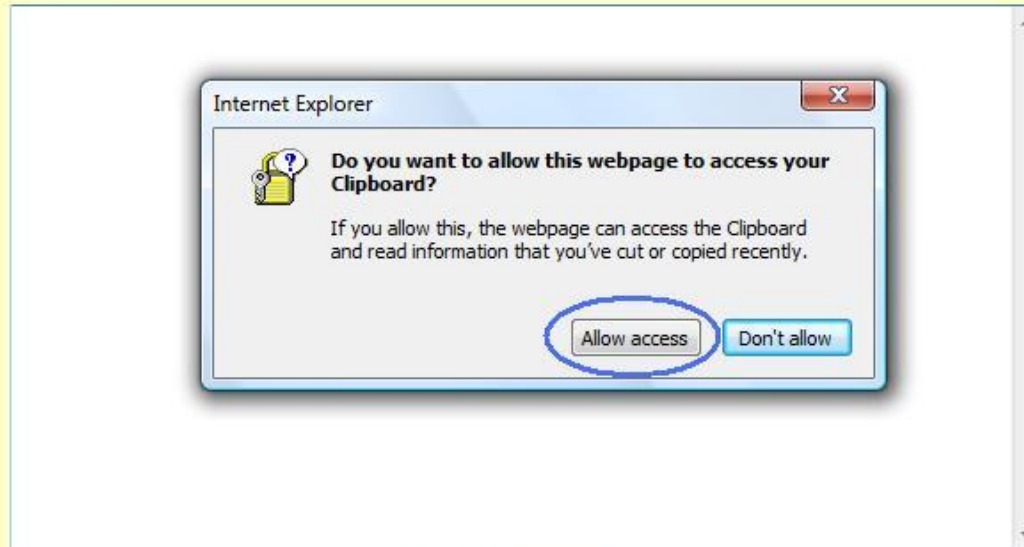 Internet Explorer
Do you want to allow this webpage to access your
Clipboard?
If you allow this, the webpage can access the Clipboard
and read information that you've cut or copied recently.
Allow access
Don't allow